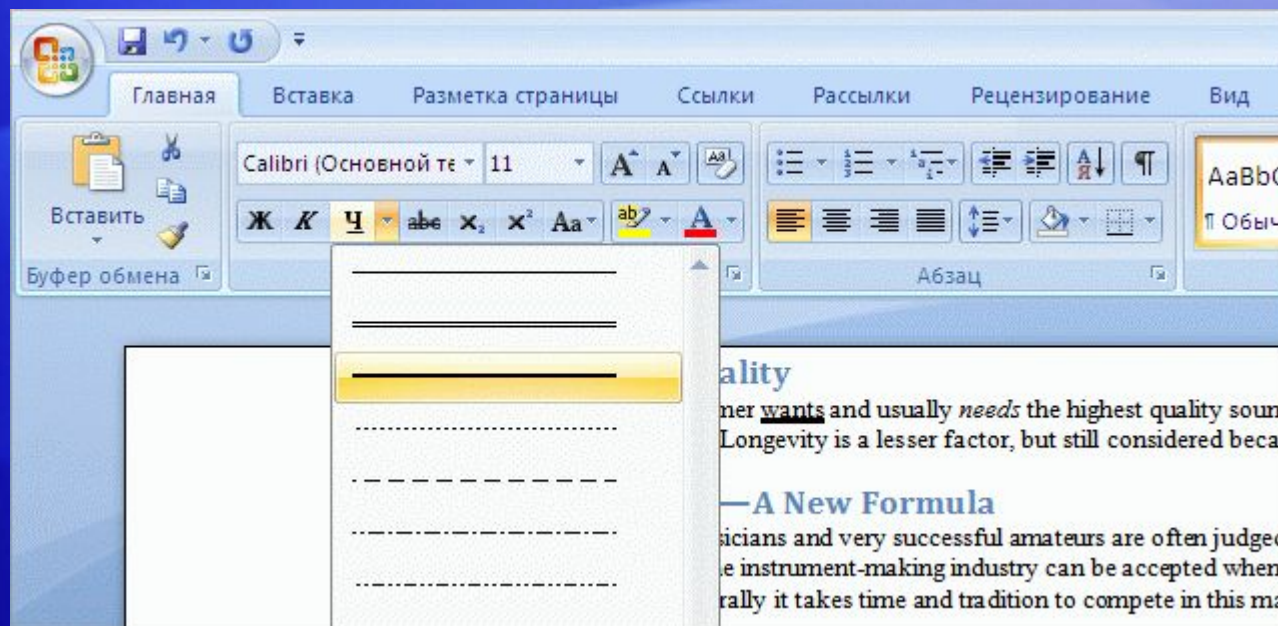 Главная Вставка Разметка страницы Ссылки Рассылки Рецензирование Вид
Вставить
Буфер обмена
Calibri (Основной те 11 A A Aa
Ж К Ч abc x₂ x² Aa ab A
А Я ¶
Абзац
AaBbC
¶ Обыч
ality
mer wants and usually needs the highest quality soun
Longevity is a lesser factor, but still considered beca
—A New Formula
sicians and very successful amateurs are often judged
e instrument-making industry can be accepted when
rally it takes time and tradition to compete in this ma